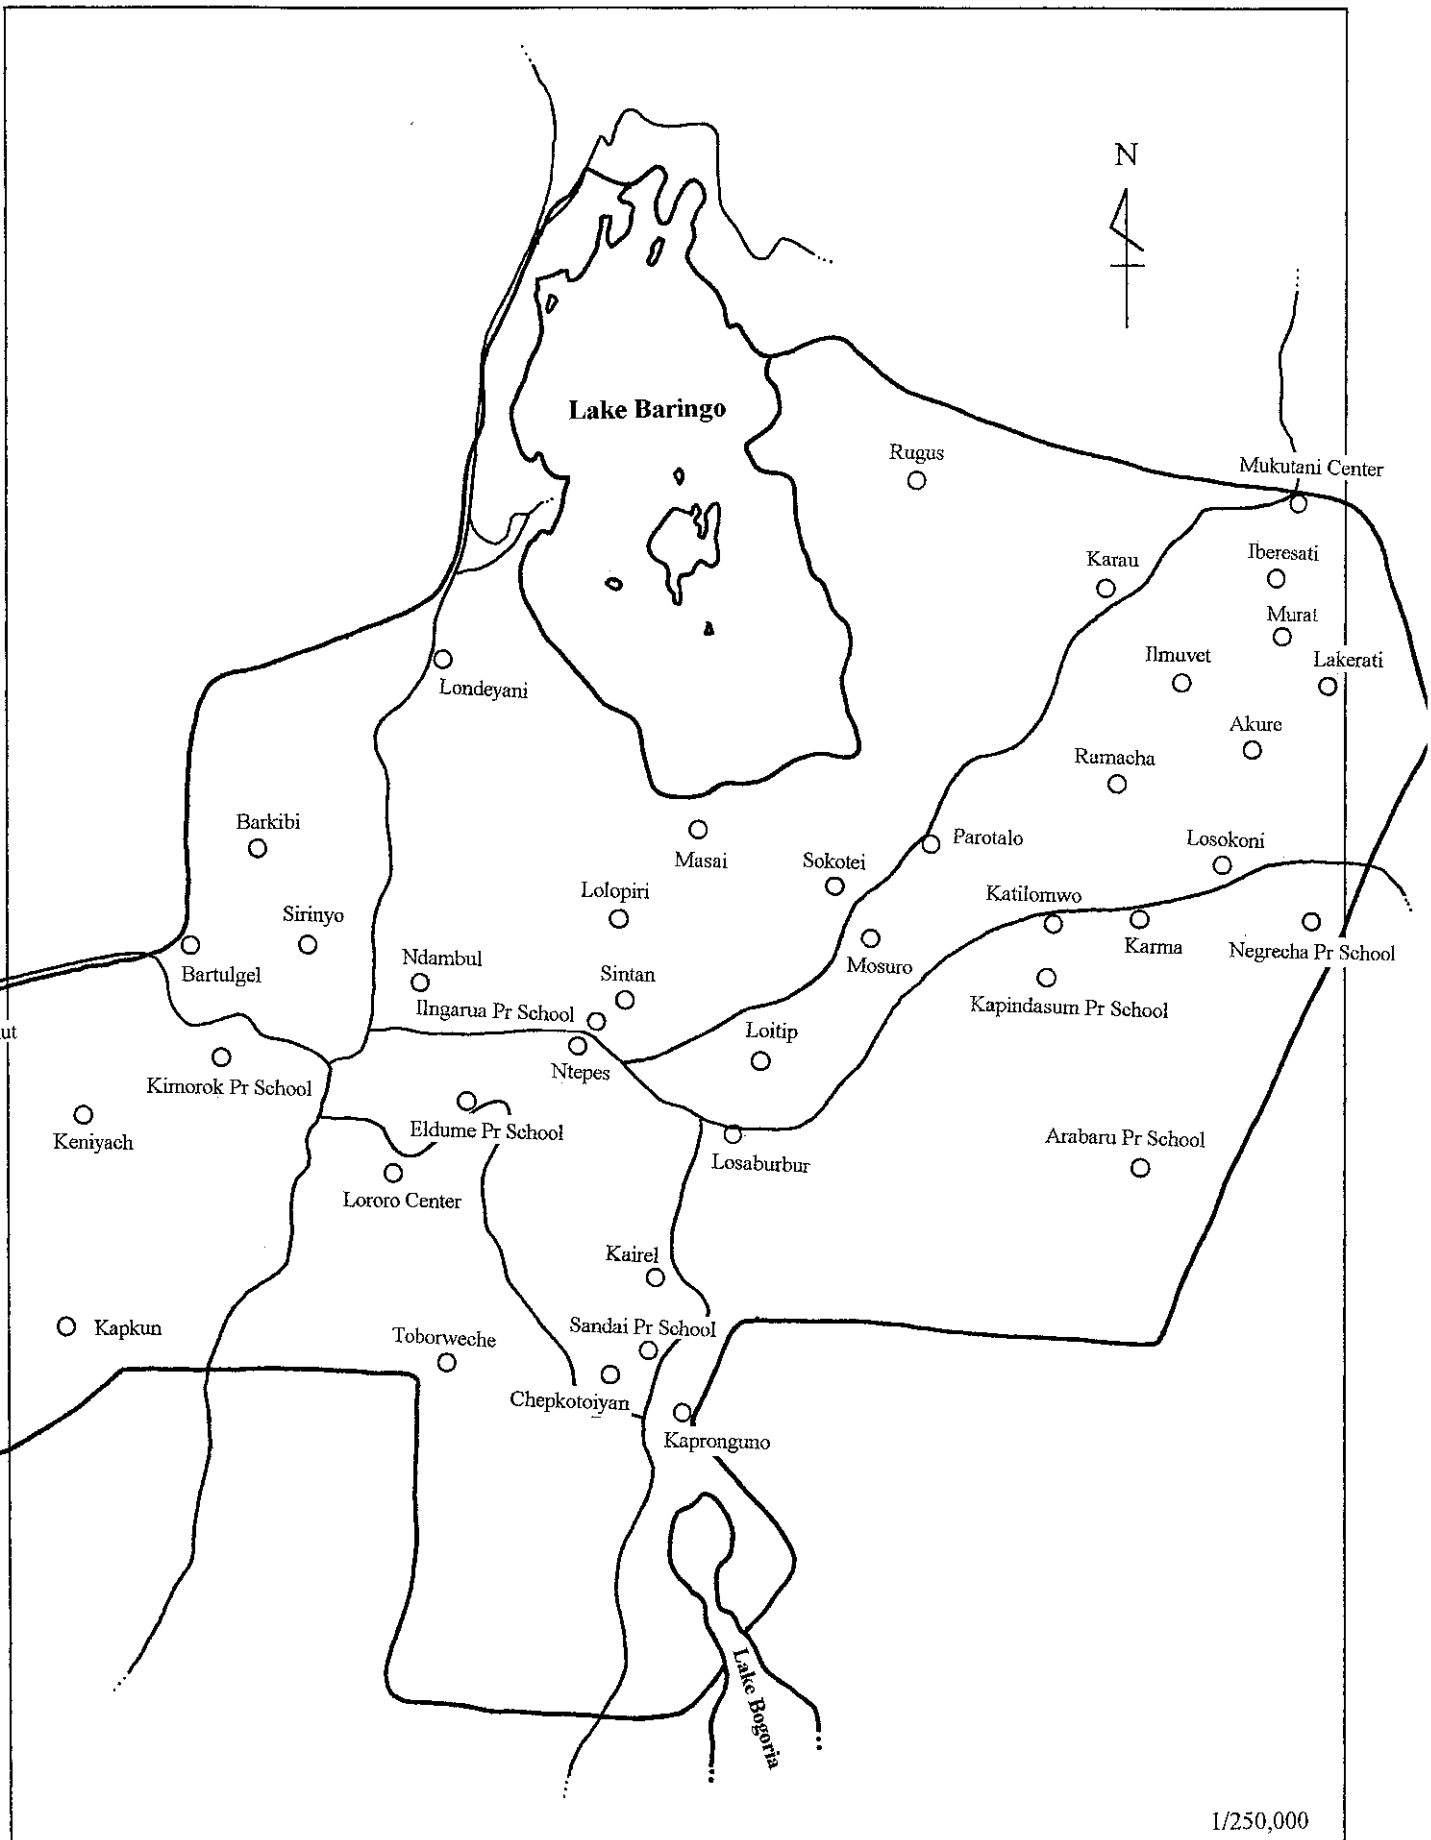 N
Lake Baringo
Rugus
Mukutani Center
Iberesati
Karau
Murat
Ilmuvet
Lakerati
Londeyani
Akure
Ramacha
Barkibi
Masai
Sokotei
Parotalo
Losokoni
Lolopiri
Katilomwo
Sirinyo
Karma
Negrecha Pr School
Bartulgel
Ndambul
Sintan
Mosuro
Kapindasum Pr School
Ilngarua Pr School
ut
Loitip
Ntepes
Kimorok Pr School
Keniyach
Eldume Pr School
Arabaru Pr School
Losaburbur
Lororo Center
Kairel
Kapkun
Sandai Pr School
Toborweche
Chepkotoiyan
Kapronguno
Lake Bogoria
1/250,000